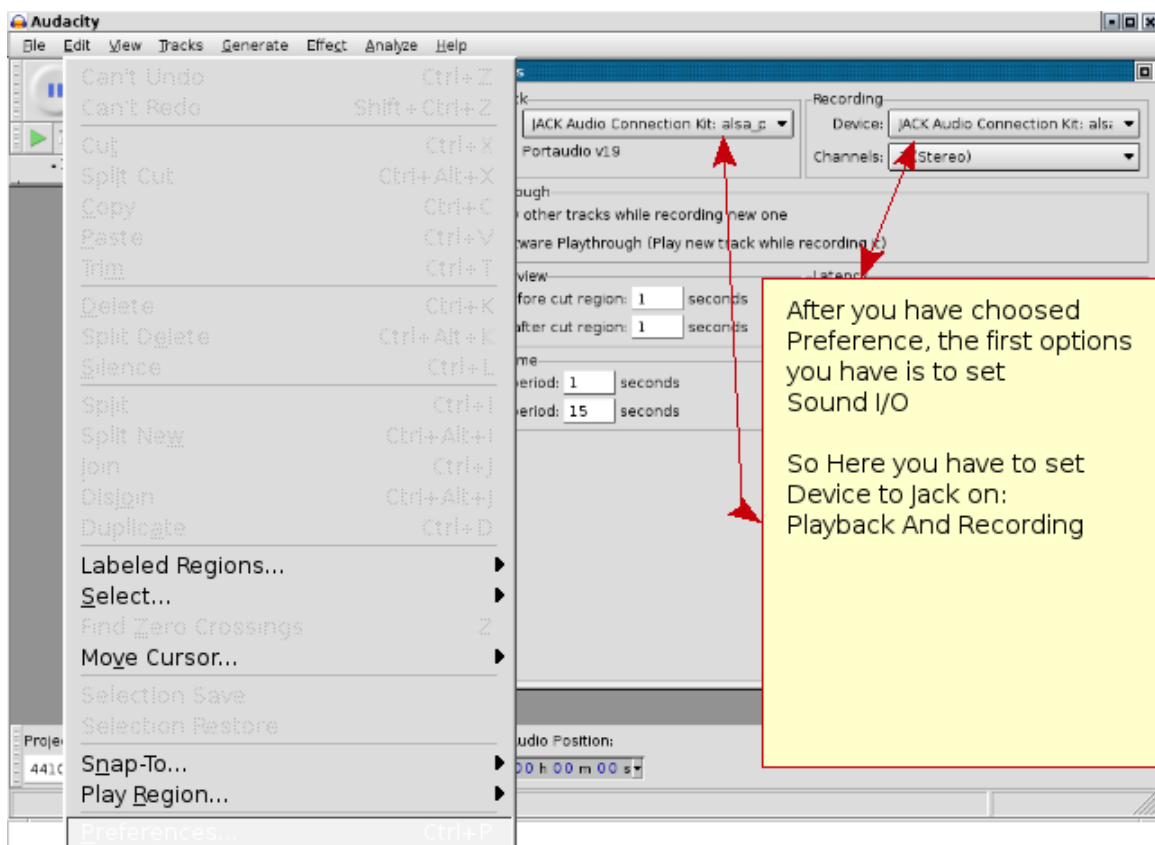 Audacity
File Edit View Tracks Generate Effect Analyze Help
Can't Undo Ctrl+Z
Can't Redo Shift+Ctrl+Z
Cut Ctrl+X
Split Cut Ctrl+Alt+X
Copy Ctrl+C
Paste Ctrl+V
Trim Ctrl+T
Delete Ctrl+K
Split Delete Ctrl+Alt+K
Silence Ctrl+L
Split Ctrl+I
Split New Ctrl+Alt+I
Join Ctrl+J
Disjoin Ctrl+Alt+J
Duplicate Ctrl+D
Labeled Regions...
Select...
Find Zero Crossings Z
Move Cursor...
Selection Save
Selection Restore
Snap-To...
Play Region...
Preferences... Ctrl+P
JACK Audio Connection Kit: alsa_p
Portaudio v19
Recording
Device: JACK Audio Connection Kit: alsa
Channels: (Stereo)
other tracks while recording new one
Playthrough (Play new track while recording it)
before cut region: 1 seconds
after cut region: 1 seconds
period: 1 seconds
period: 15 seconds
Latency
After you have choosed
Preference, the first options
you have is to set
Sound I/O
So Here you have to set
Device to Jack on:
Playback And Recording
Audio Position:
00 h 00 m 00 s